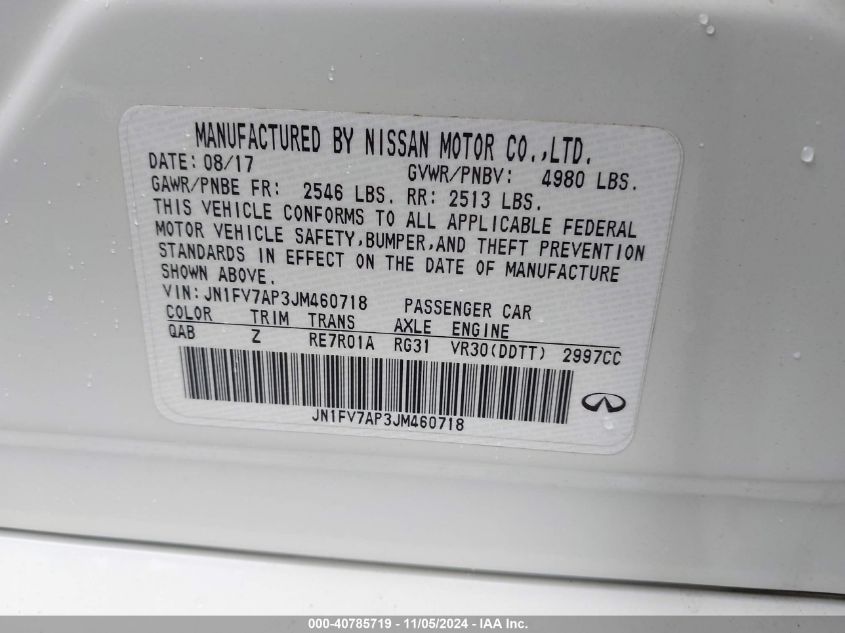 MANUFACTURED BY NISSAN MOTOR CO.,LTD.
DATE: 08/17 GVWR/PNBV: 4980 LBS.
GAWR/PNBE FR: 2546 LBS. RR: 2513 LBS.
THIS VEHICLE CONFORMS TO ALL APPLICABLE FEDERAL
MOTOR VEHICLE SAFETY,BUMPER,AND THEFT PREVENTION
STANDARDS IN EFFECT ON THE DATE OF MANUFACTURE
SHOWN ABOVE.
VIN: JN1FV7AP3JM460718 PASSENGER CAR
COLOR TRIM TRANS AXLE ENGINE
QAB Z RE7R01A RG31 VR30(DDTT) 2997CC
JN1FV7AP3JM460718
000-40785719 - 11/05/2024 - IAA Inc.